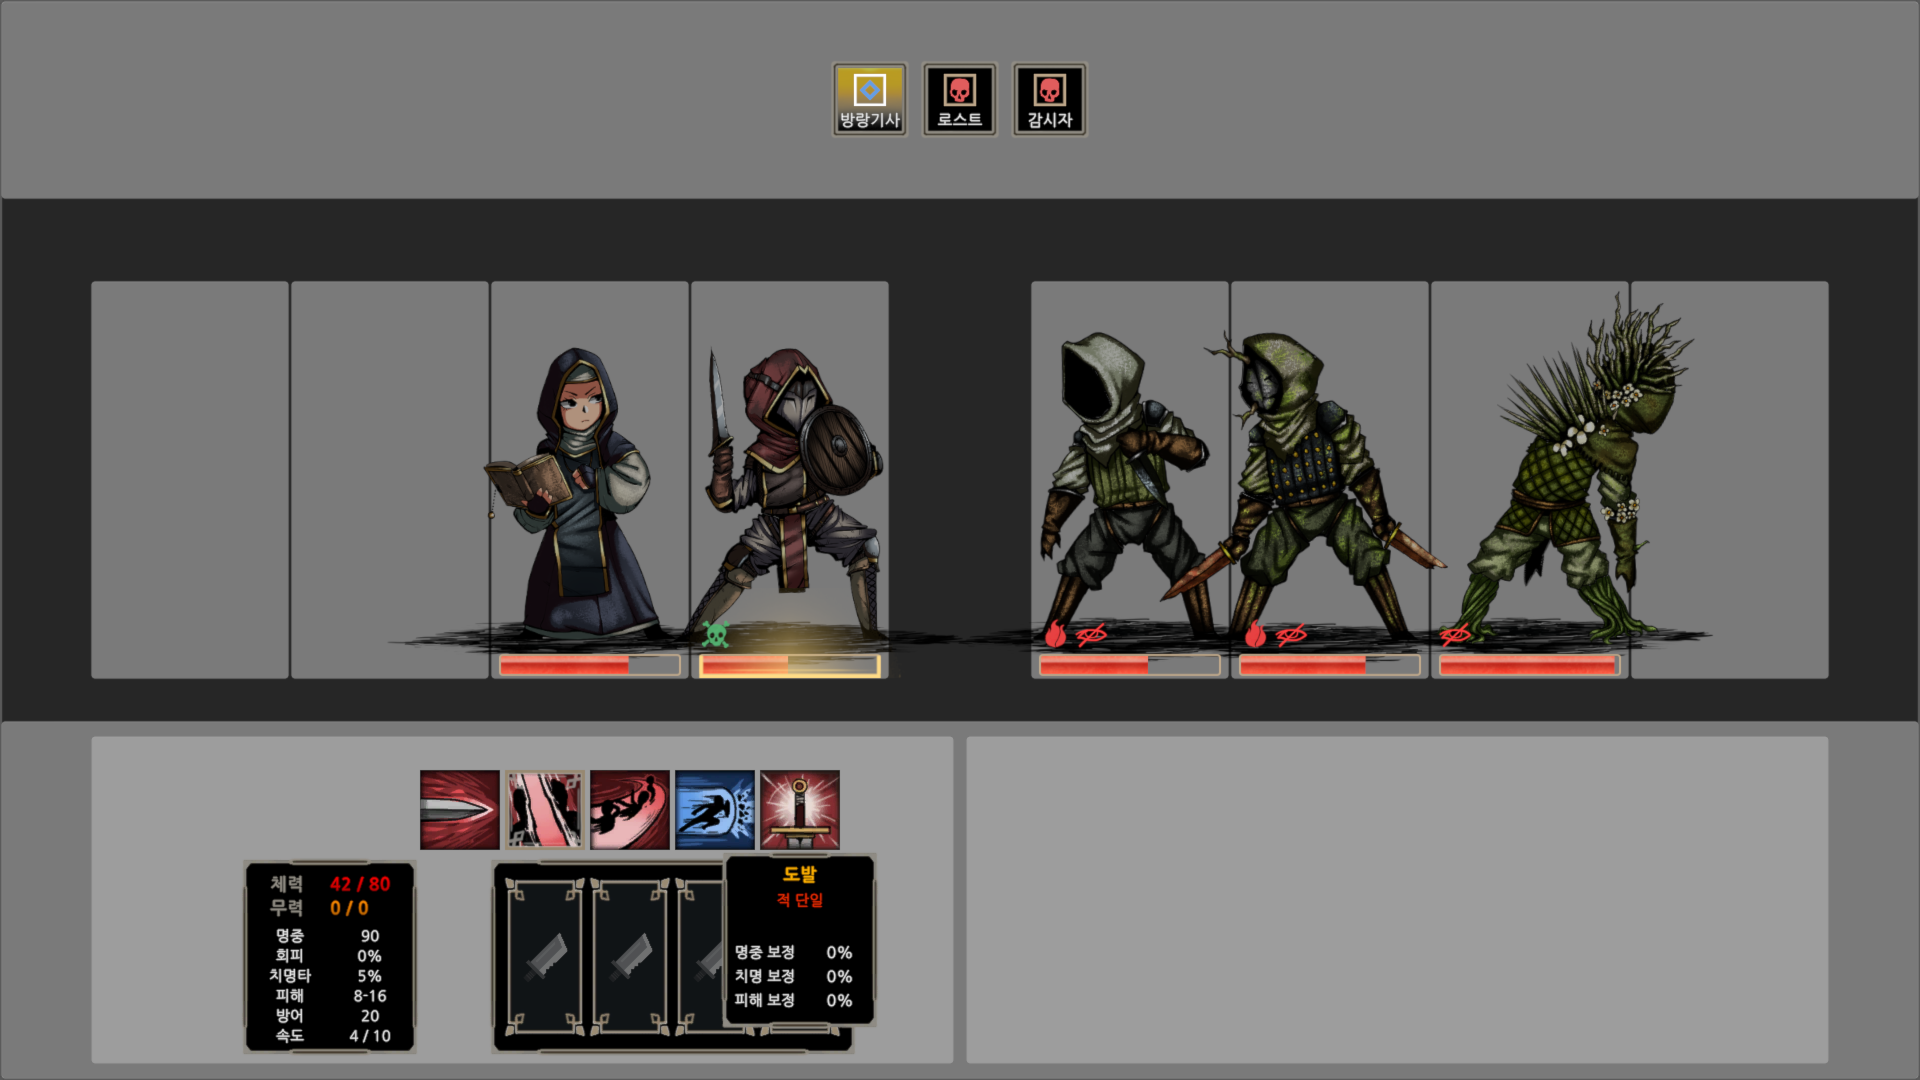 방랑기사
로스트
감시자
체력 42 / 80
무력 0 / 0
명중 90
회피 0%
치명타 5%
피해 8-16
방어 20
속도 4 / 10
도발
적 단일
명중 보정 0%
치명 보정 0%
피해 보정 0%